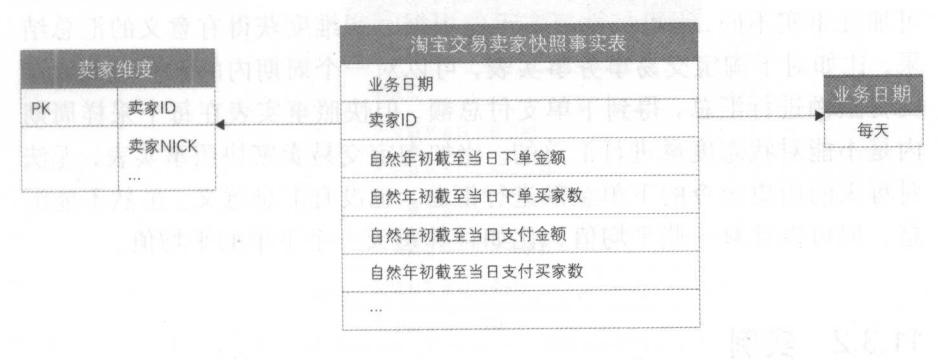 淘宝交易卖家快照事实表
卖家维度
PK
卖家ID
卖家NICK
...
业务日期
卖家ID
自然年初截至当日下单金额
自然年初截至当日下单买家数
自然年初截至当日支付金额
自然年初截至当日支付买家数
...
业务日期
每天